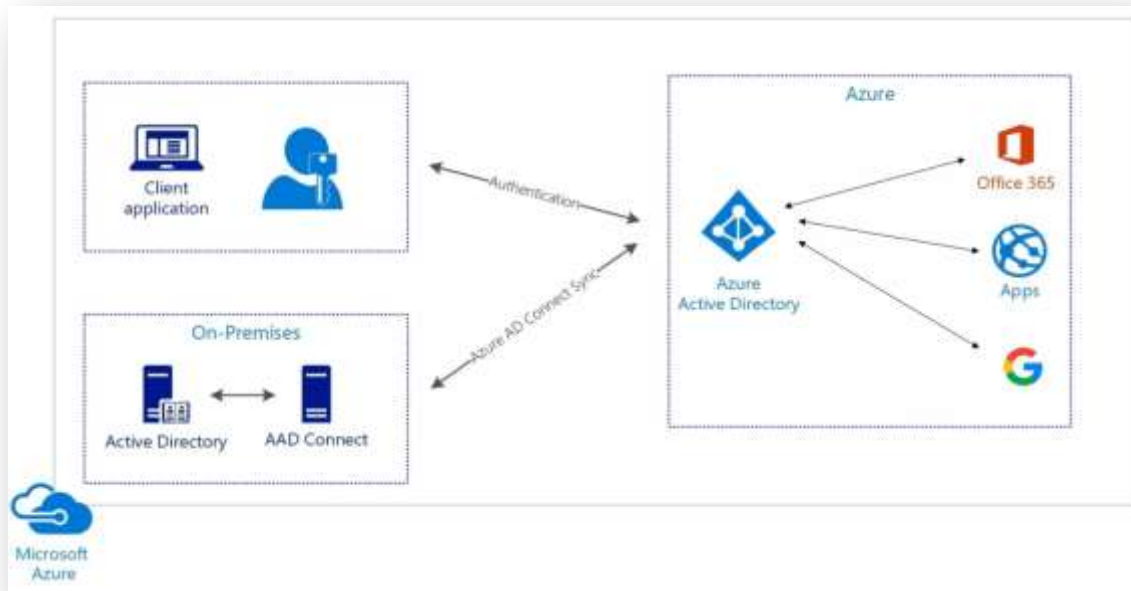 Azure
Client
application
Authentication
Office 365
Azure
Active Directory
Apps
Azure AD Connect Sync
On-Premises
Active Directory
AAD Connect
Microsoft
Azure